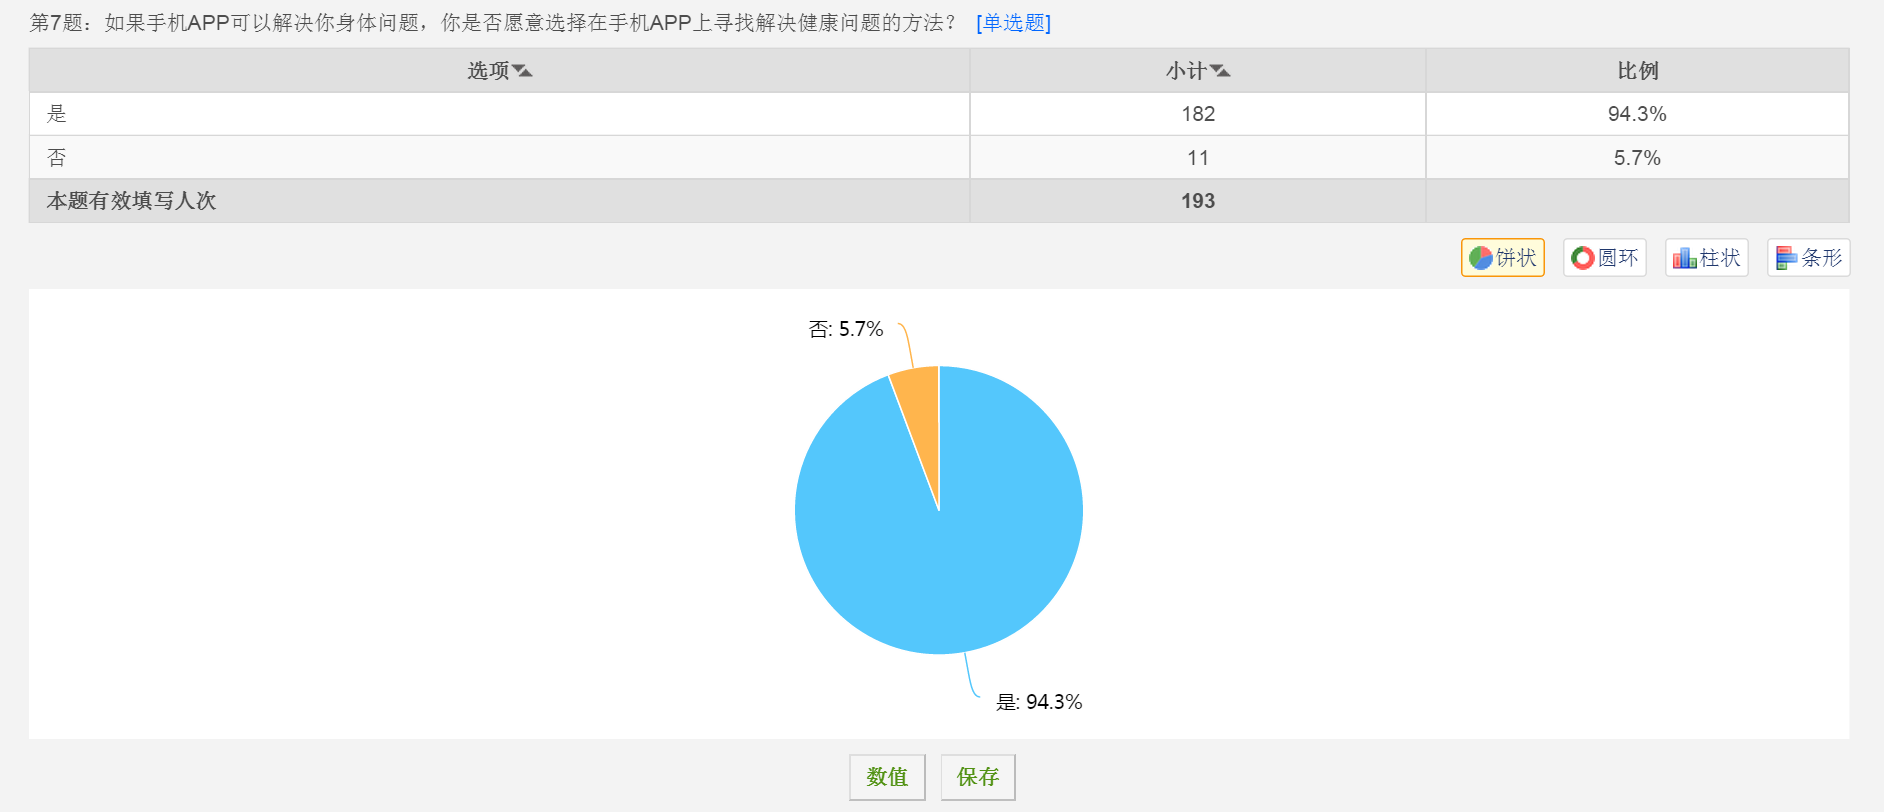 第7题：如果手机APP可以解决你身体问题，你是否愿意选择在手机APP上寻找解决健康问题的方法？ [单选题]
选项 小计 比例
是 182 94.3%
否 11 5.7%
本题有效填写人次 193
饼状 圆环 柱状 条形
否: 5.7%
是: 94.3%
数值 保存